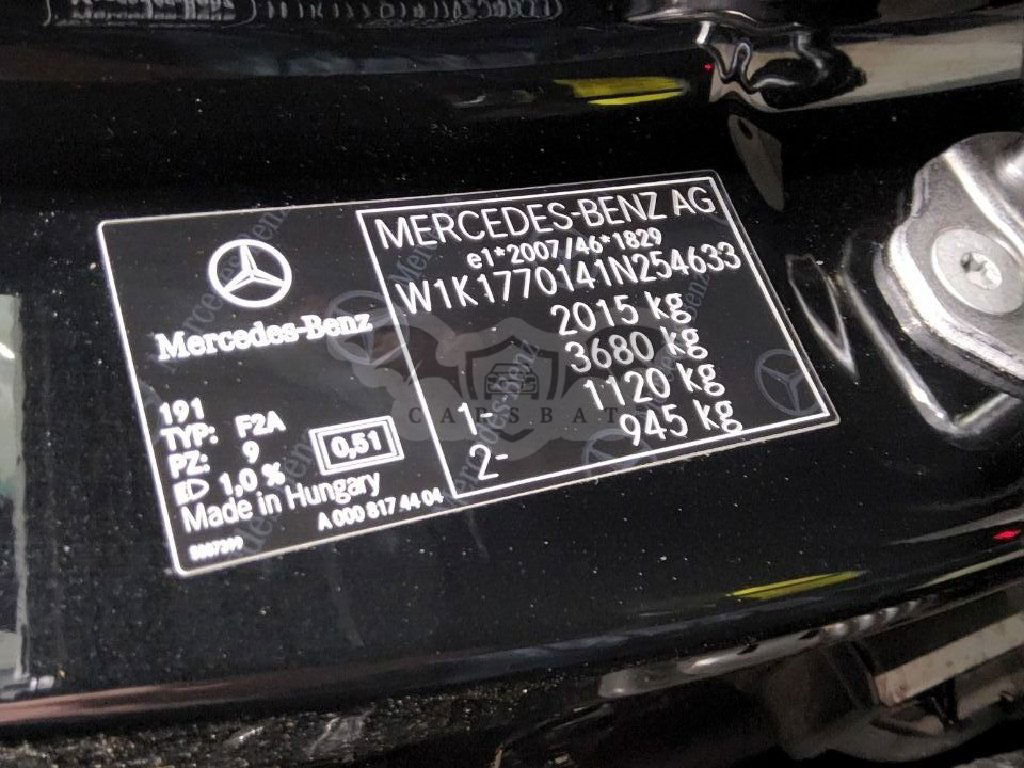 MERCEDES-BENZ AG
e1*2007/46*1829
W1K1770141N254633
2015 kg
3680 kg
1- 1120 kg
2- 945 kg
Mercedes-Benz
191
TYP: F2A
PZ: 9
1,0 %
0,51
Made in Hungary
A 000 817 44 04
CARSBAT